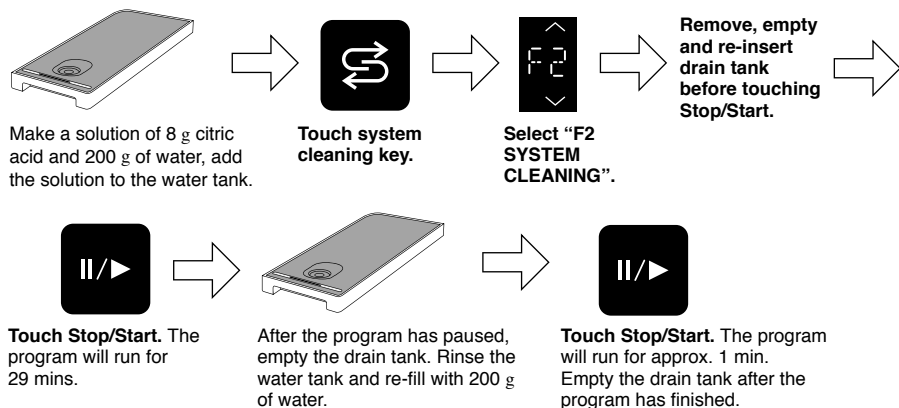 Make a solution of 8 g citric
acid and 200 g of water, add
the solution to the water tank.
Touch system
cleaning key.
F2
Select “F2
SYSTEM
CLEANING”.
Remove, empty
and re-insert
drain tank
before touching
Stop/Start.
Touch Stop/Start. The
program will run for
29 mins.
After the program has paused,
empty the drain tank. Rinse the
water tank and re-fill with 200 g
of water.
Touch Stop/Start. The program
will run for approx. 1 min.
Empty the drain tank after the
program has finished.